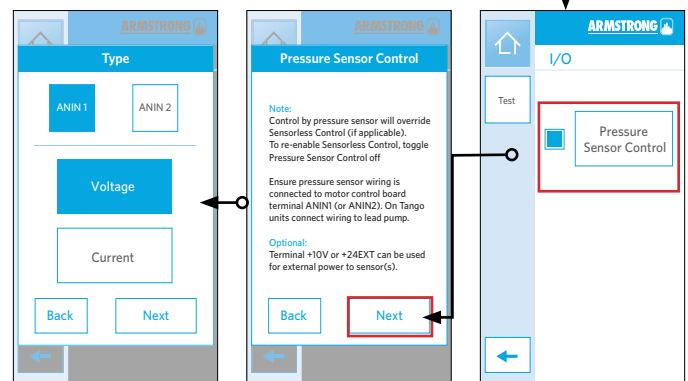 ARMSTRONG
Type
ANIN 1
ANIN 2
Voltage
Current
Back
Next
ARMSTRONG
Pressure Sensor Control
Note:
Control by pressure sensor will override
Sensorless Control (if applicable).
To re-enable Sensorless Control, toggle
Pressure Sensor Control off
Ensure pressure sensor wiring is
connected to motor control board
terminal ANIN1 (or ANIN2). On Tango
units connect wiring to lead pump.
Optional:
Terminal +10V or +24EXT can be used
for external power to sensor(s).
Back
Next
ARMSTRONG
I/O
Test
Pressure
Sensor Control